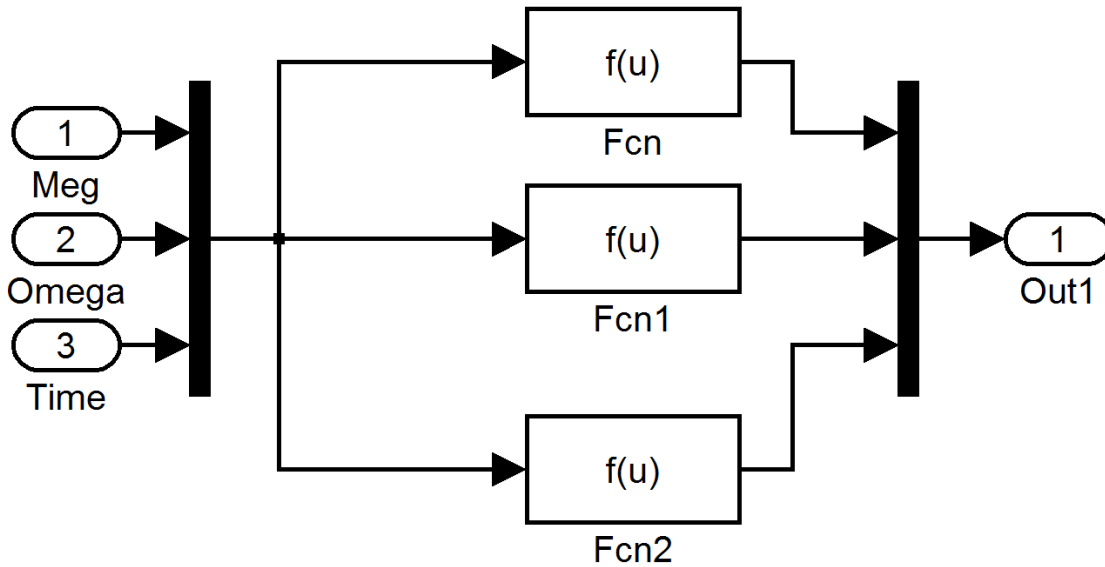 1
Meg
2
Omega
3
Time
f(u)
Fcn
f(u)
Fcn1
f(u)
Fcn2
1
Out1